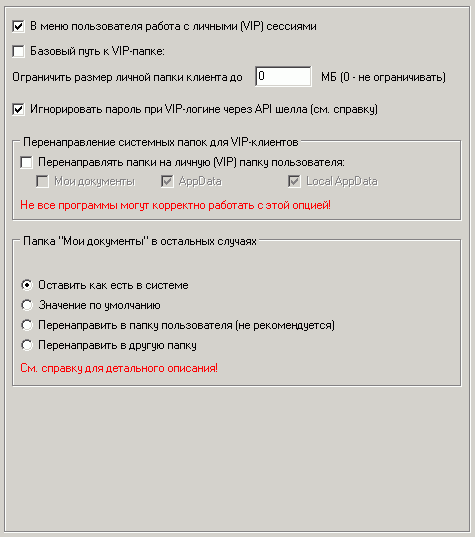 В меню пользователя работа с личными (VIP) сессиями
Базовый путь к VIP-папке:
Ограничить размер личной папки клиента до 0 МБ (0 - не ограничивать)
Игнорировать пароль при VIP-логине через API шелла (см. справку)
Перенаправление системных папок для VIP-клиентов
Перенаправлять папки на личную (VIP) папку пользователя:
Мои документы AppData Local AppData
Не все программы могут корректно работать с этой опцией!
Папка "Мои документы" в остальных случаях
Оставить как есть в системе
Значение по умолчанию
Перенаправить в папку пользователя (не рекомендуется)
Перенаправить в другую папку
См. справку для детального описания!